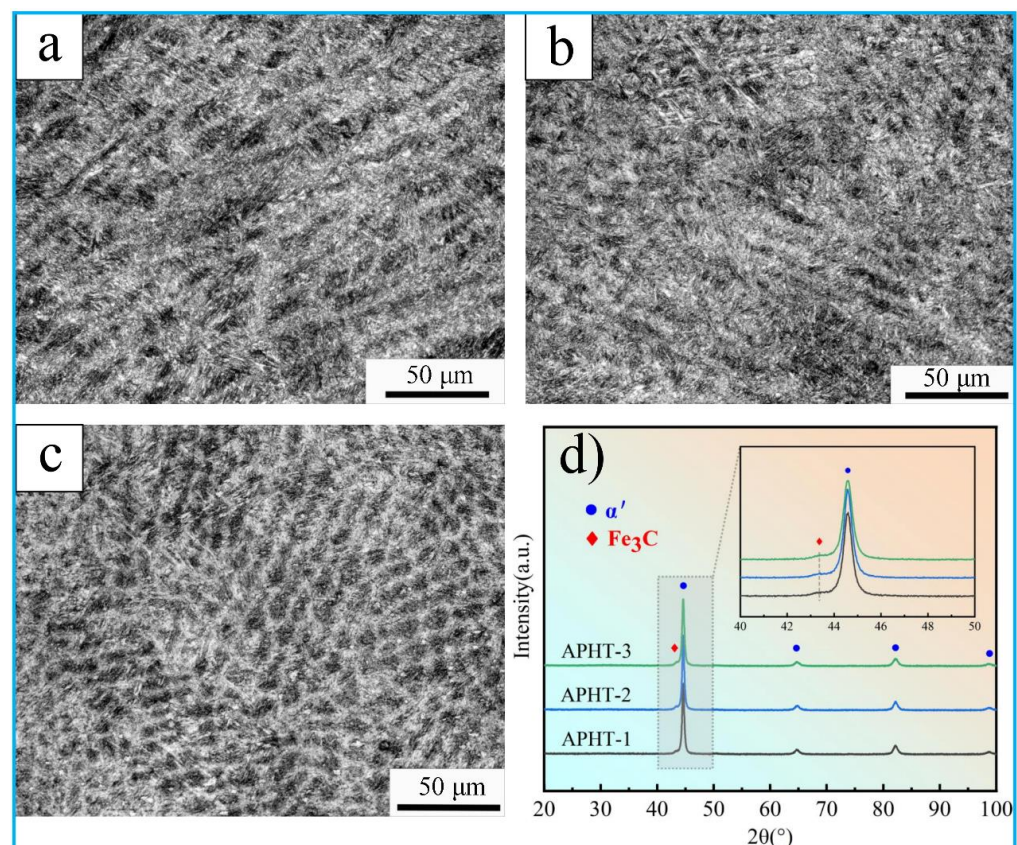 a
b
50 μm
50 μm
c
50 μm
d)
α′
Fe3C
40 42 44 46 48 50
Intensity(a.u.)
APHT-3
APHT-2
APHT-1
20 30 40 50 60 70 80 90 100
2θ(°)